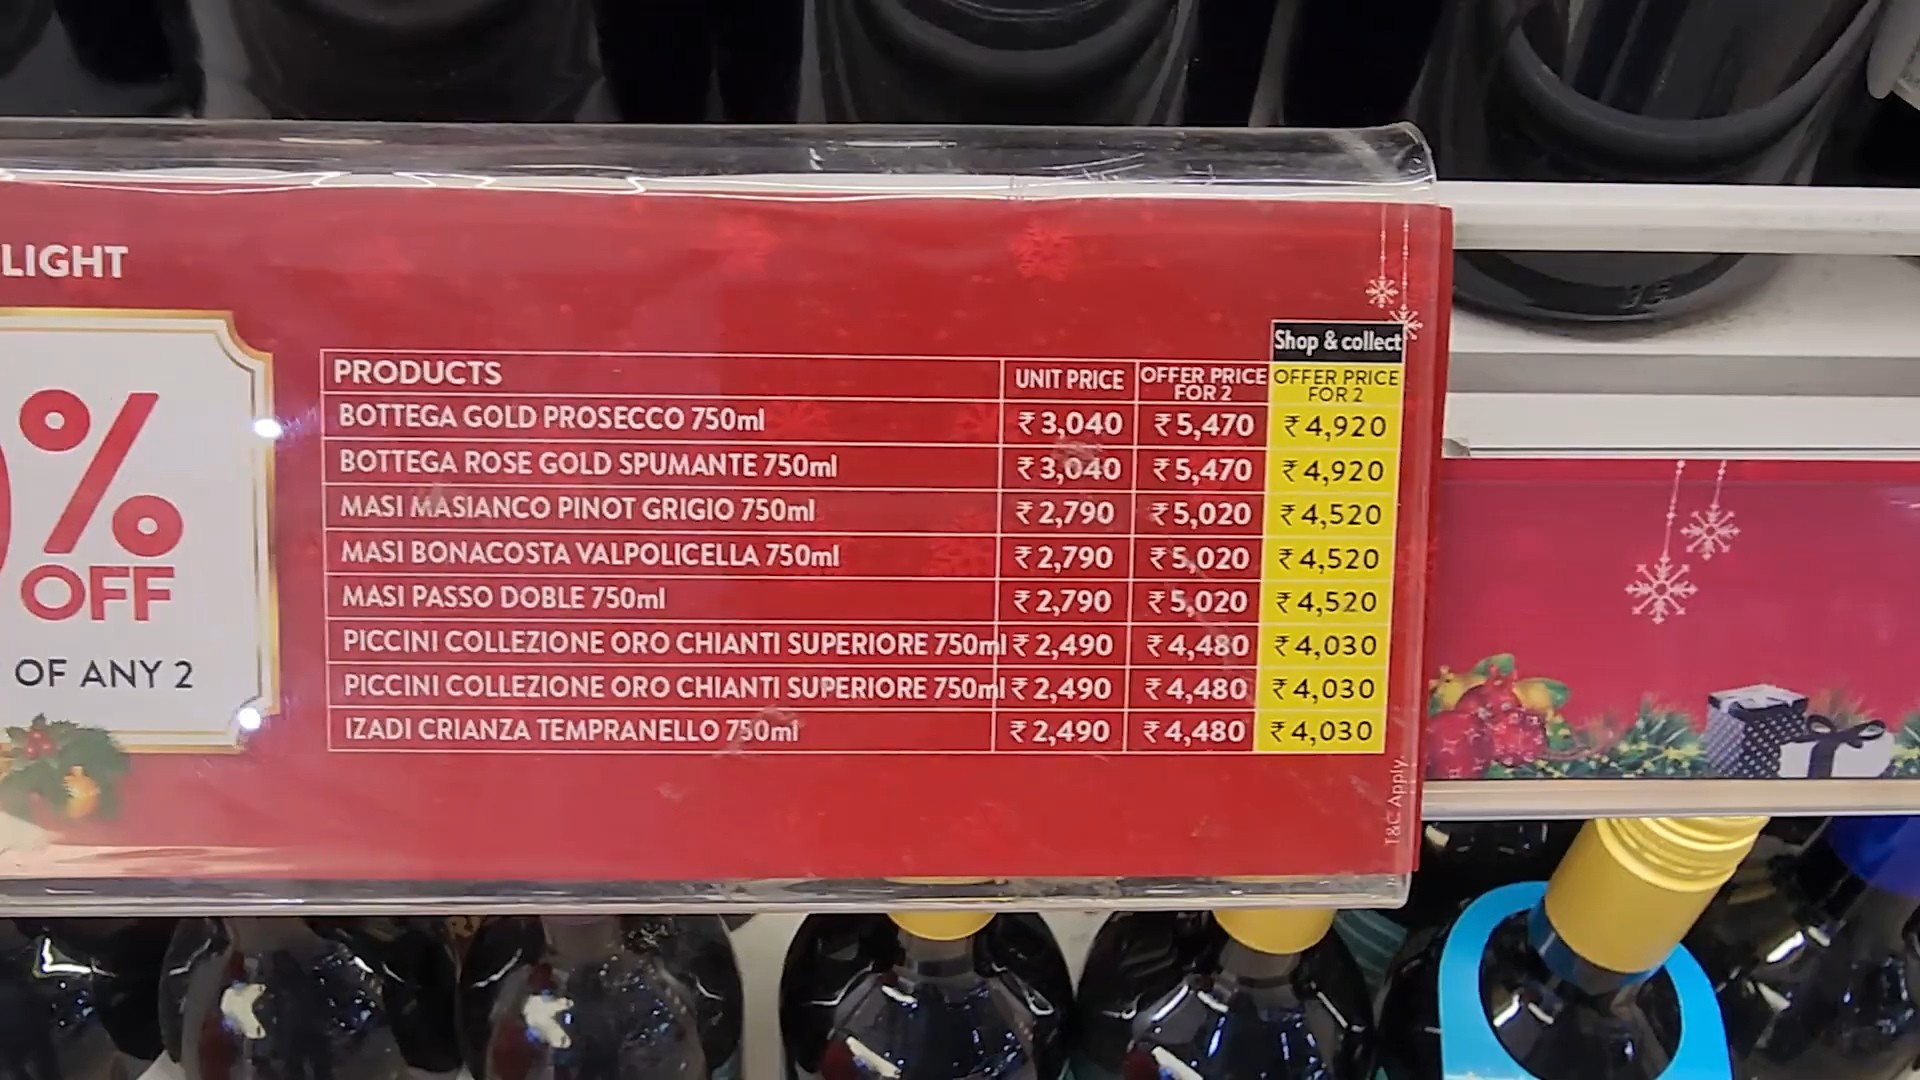 LIGHT
%
OFF
OF ANY 2
Shop & collect
PRODUCTS UNIT PRICE OFFER PRICE FOR 2 OFFER PRICE FOR 2
BOTTEGA GOLD PROSECCO 750ml ₹3,040 ₹5,470 ₹4,920
BOTTEGA ROSE GOLD SPUMANTE 750ml ₹3,040 ₹5,470 ₹4,920
MASI MASIANCO PINOT GRIGIO 750ml ₹2,790 ₹5,020 ₹4,520
MASI BONACOSTA VALPOLICELLA 750ml ₹2,790 ₹5,020 ₹4,520
MASI PASSO DOBLE 750ml ₹2,790 ₹5,020 ₹4,520
PICCINI COLLEZIONE ORO CHIANTI SUPERIORE 750ml ₹2,490 ₹4,480 ₹4,030
PICCINI COLLEZIONE ORO CHIANTI SUPERIORE 750ml ₹2,490 ₹4,480 ₹4,030
IZADI CRIANZA TEMPRANELLO 750ml ₹2,490 ₹4,480 ₹4,030
T&C Apply.